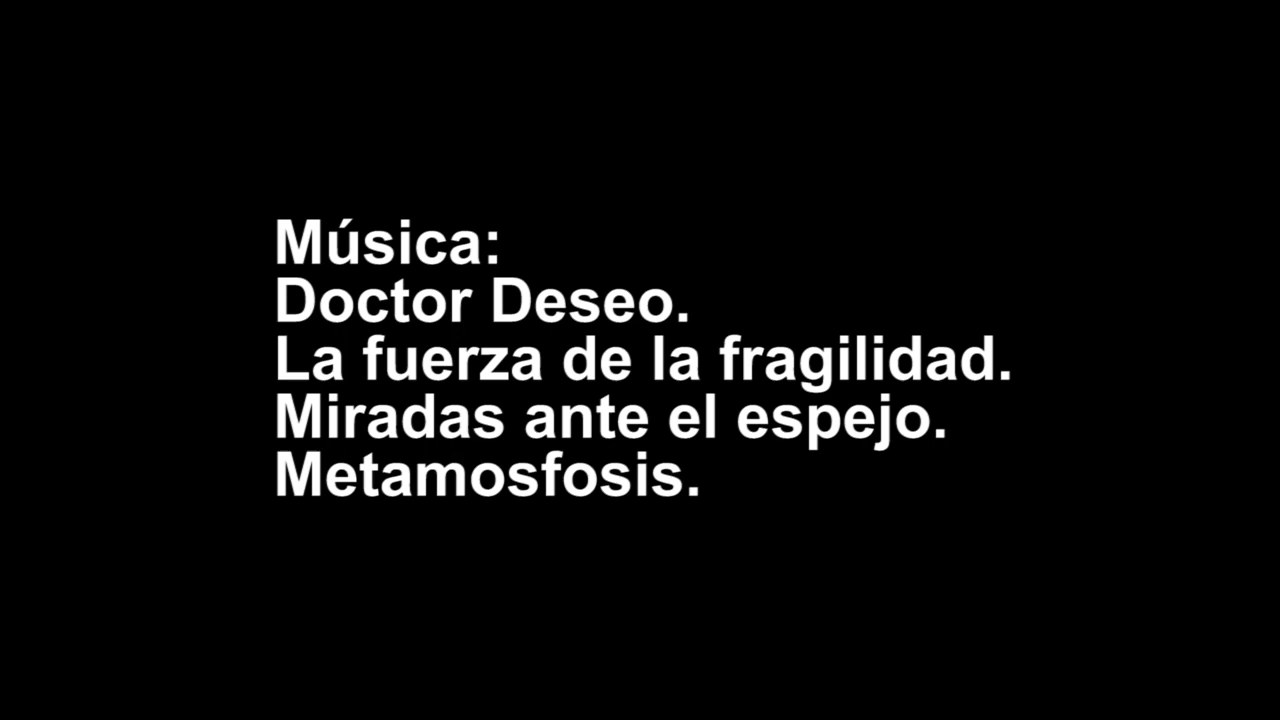 Música:
Doctor Deseo.
La fuerza de la fragilidad.
Miradas ante el espejo.
Metamosfosis.